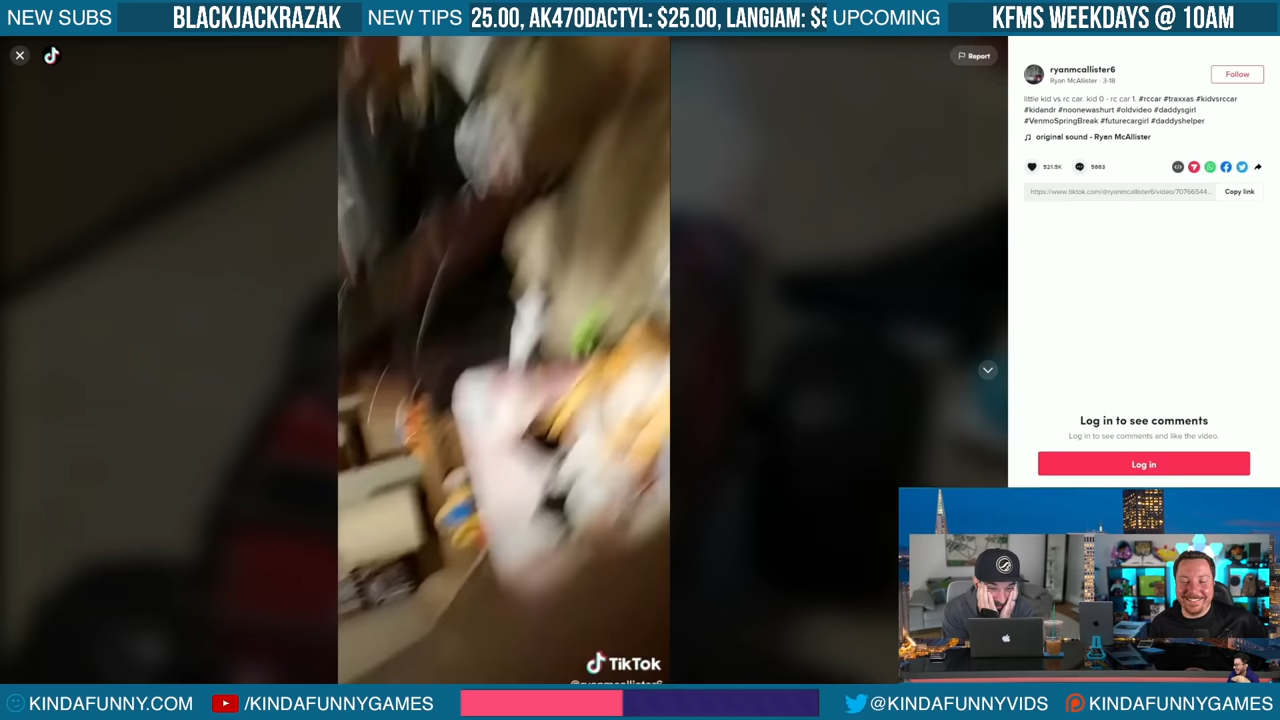 NEW SUBS
BLACKJACKRAZAK
NEW TIPS
25.00, AK470DACTYL: $25.00, LANGIAM: $
UPCOMING
KFMS WEEKDAYS @ 10AM
Report
ryanmcallister6
Ryan McAllister · 3-18
Follow
little kid vs rc car. kid 0 - rc car 1. #rccar #traxxas #kidvsrccar
#kidandr #noonewashurt #oldvideo #daddysgirl
#VenmoSpringBreak #futurecargirl #daddyshelper
original sound - Ryan McAllister
521.5K
5663
https://www.tiktok.com/@ryanmcallister6/video/70766544...
Copy link
Log in to see comments
Log in to see comments and like the video.
Log in
TikTok
@ryanmcallister6
KINDAFUNNY.COM
/KINDAFUNNYGAMES
@KINDAFUNNYVIDS
KINDAFUNNYGAMES